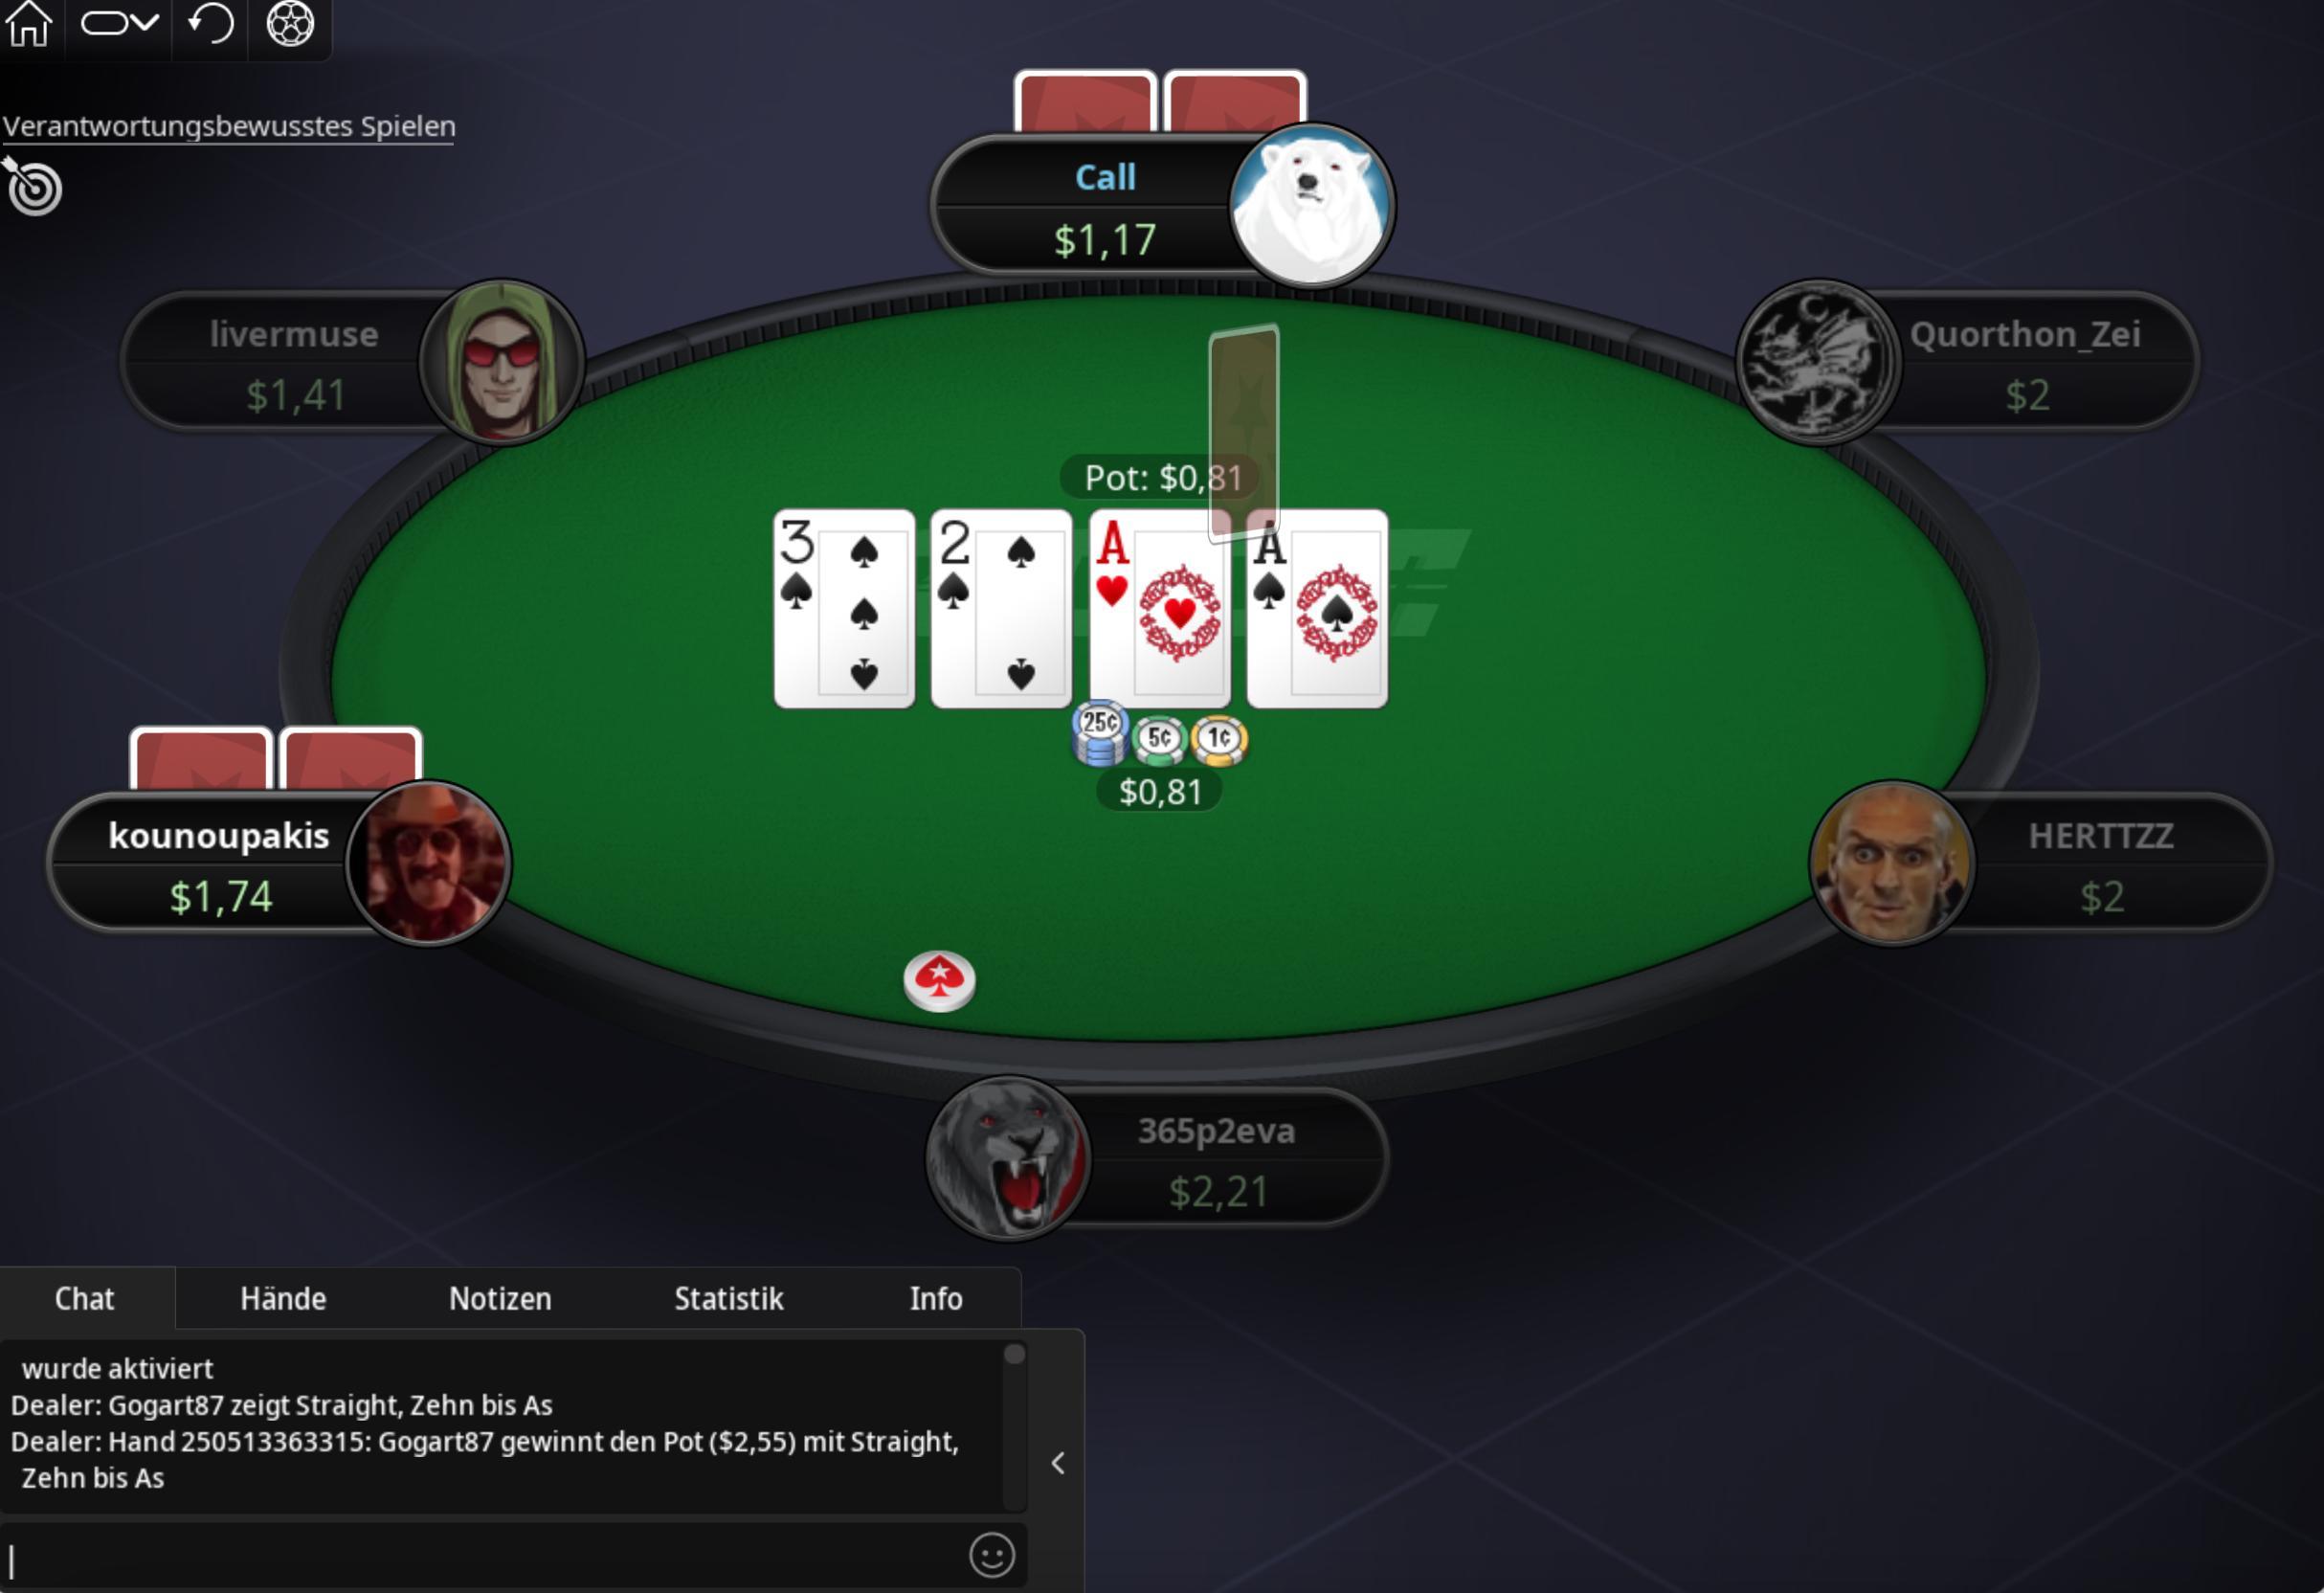 Verantwortungsbewusstes Spielen
Call
$1,17
livermuse
$1,41
Quorthon_Zei
$2
Pot: $0,81
3
2
A
A
25¢
5¢
1¢
$0,81
kounoupakis
$1,74
HERTTZZ
$2
365p2eva
$2,21
Chat
Hände
Notizen
Statistik
Info
wurde aktiviert
Dealer: Gogart87 zeigt Straight, Zehn bis As
Dealer: Hand 250513363315: Gogart87 gewinnt den Pot ($2,55) mit Straight,
Zehn bis As